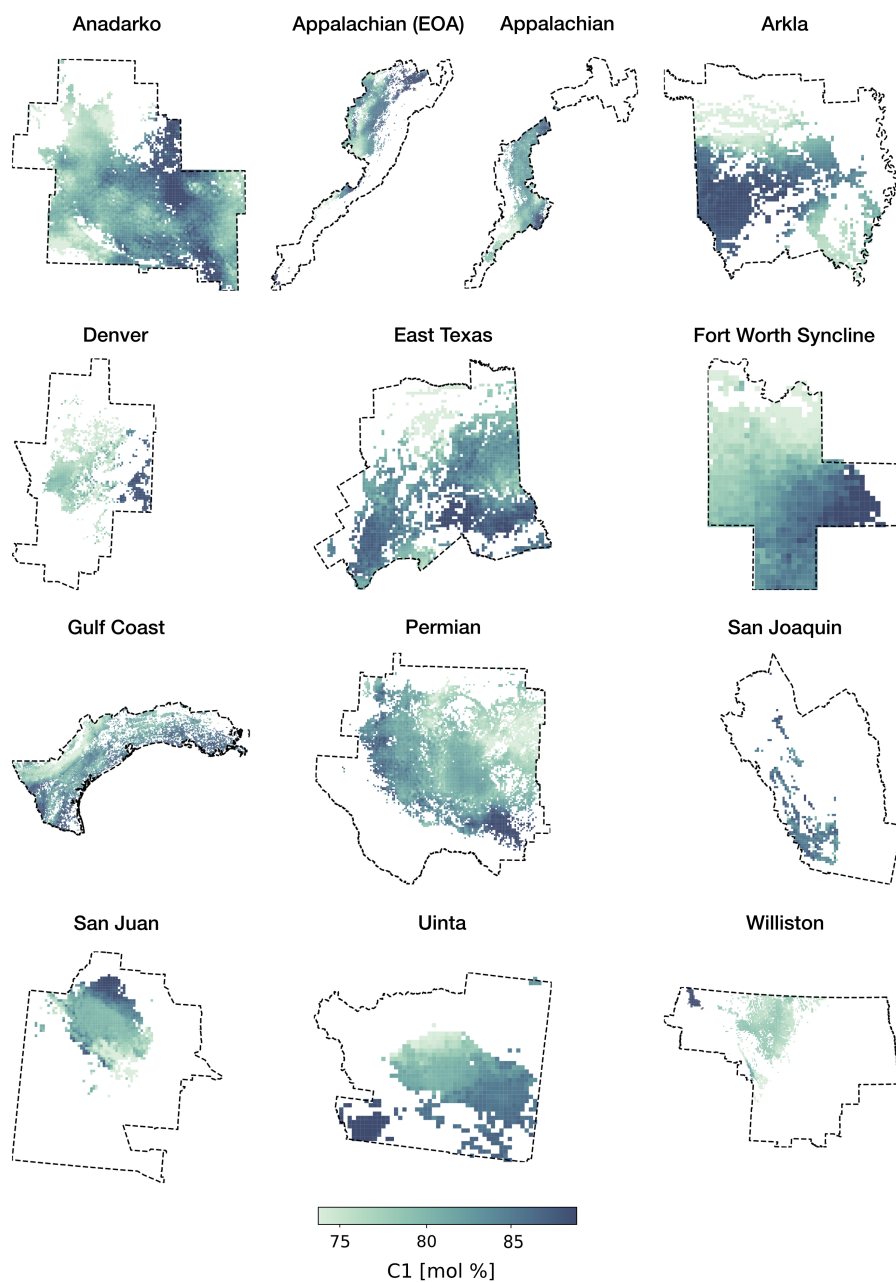 Anadarko
Appalachian (EOA)
Appalachian
Arkla
Denver
East Texas
Fort Worth Syncline
Gulf Coast
Permian
San Joaquin
San Juan
Uinta
Williston
75
80
85
C1 [mol %]